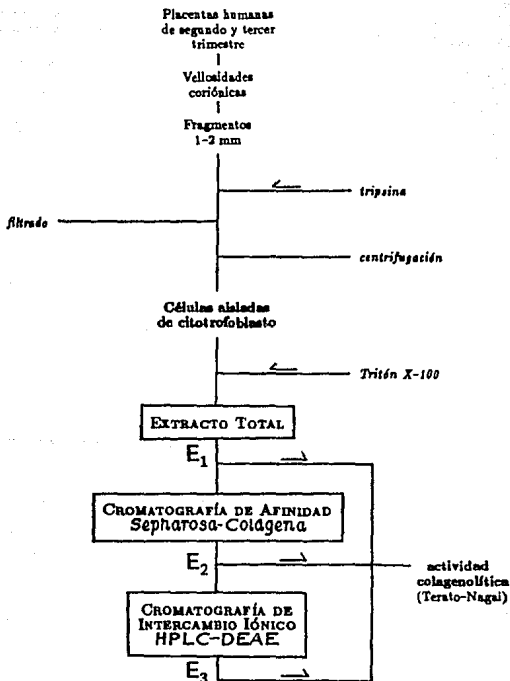 Placentas humanas
de segundo y tercer
trimestre
Vellosidades
coriónicas
Fragmentos
1-2 mm
tripsina
filtrado
centrifugación
Células aisladas
de citotrofoblasto
Tritón X-100
EXTRACTO TOTAL
E1
CROMATOGRAFÍA DE AFINIDAD
Sepharosa-Colágena
E2
actividad
colagenolítica
(Terato-Nagai)
CROMATOGRAFÍA DE
INTERCAMBIO IÓNICO
HPLC-DEAE
E3